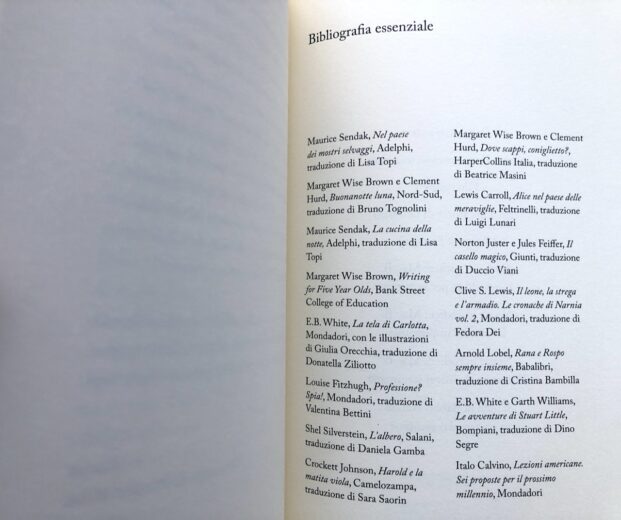 Bibliografia essenziale
Maurice Sendak, Nel paese
dei mostri selvaggi, Adelphi,
traduzione di Lisa Topi
Margaret Wise Brown e Clement
Hurd, Buonanotte luna, Nord-Sud,
traduzione di Bruno Tognolini
Maurice Sendak, La cucina della
notte, Adelphi, traduzione di Lisa
Topi
Margaret Wise Brown, Writing
for Five Year Olds, Bank Street
College of Education
E.B. White, La tela di Carlotta,
Mondadori, con le illustrazioni
di Giulia Orecchia, traduzione di
Donatella Ziliotto
Louise Fitzhugh, Professione?
Spia!, Mondadori, traduzione di
Valentina Bettini
Shel Silverstein, L'albero, Salani,
traduzione di Daniela Gamba
Crockett Johnson, Harold e la
matita viola, Camelozampa,
traduzione di Sara Saorin
Margaret Wise Brown e Clement
Hurd, Dove scappi, coniglietto?,
HarperCollins Italia, traduzione
di Beatrice Masini
Lewis Carroll, Alice nel paese delle
meraviglie, Feltrinelli, traduzione
di Luigi Lunari
Norton Juster e Jules Feiffer, Il
casello magico, Giunti, traduzione
di Duccio Viani
Clive S. Lewis, Il leone, la strega
e l'armadio. Le cronache di Narnia
vol. 2, Mondadori, traduzione di
Fedora Dei
Arnold Lobel, Rana e Rospo
sempre insieme, Babalibri,
traduzione di Cristina Bambilla
E.B. White e Garth Williams,
Le avventure di Stuart Little,
Bompiani, traduzione di Dino
Segre
Italo Calvino, Lezioni americane.
Sei proposte per il prossimo
millennio, Mondadori